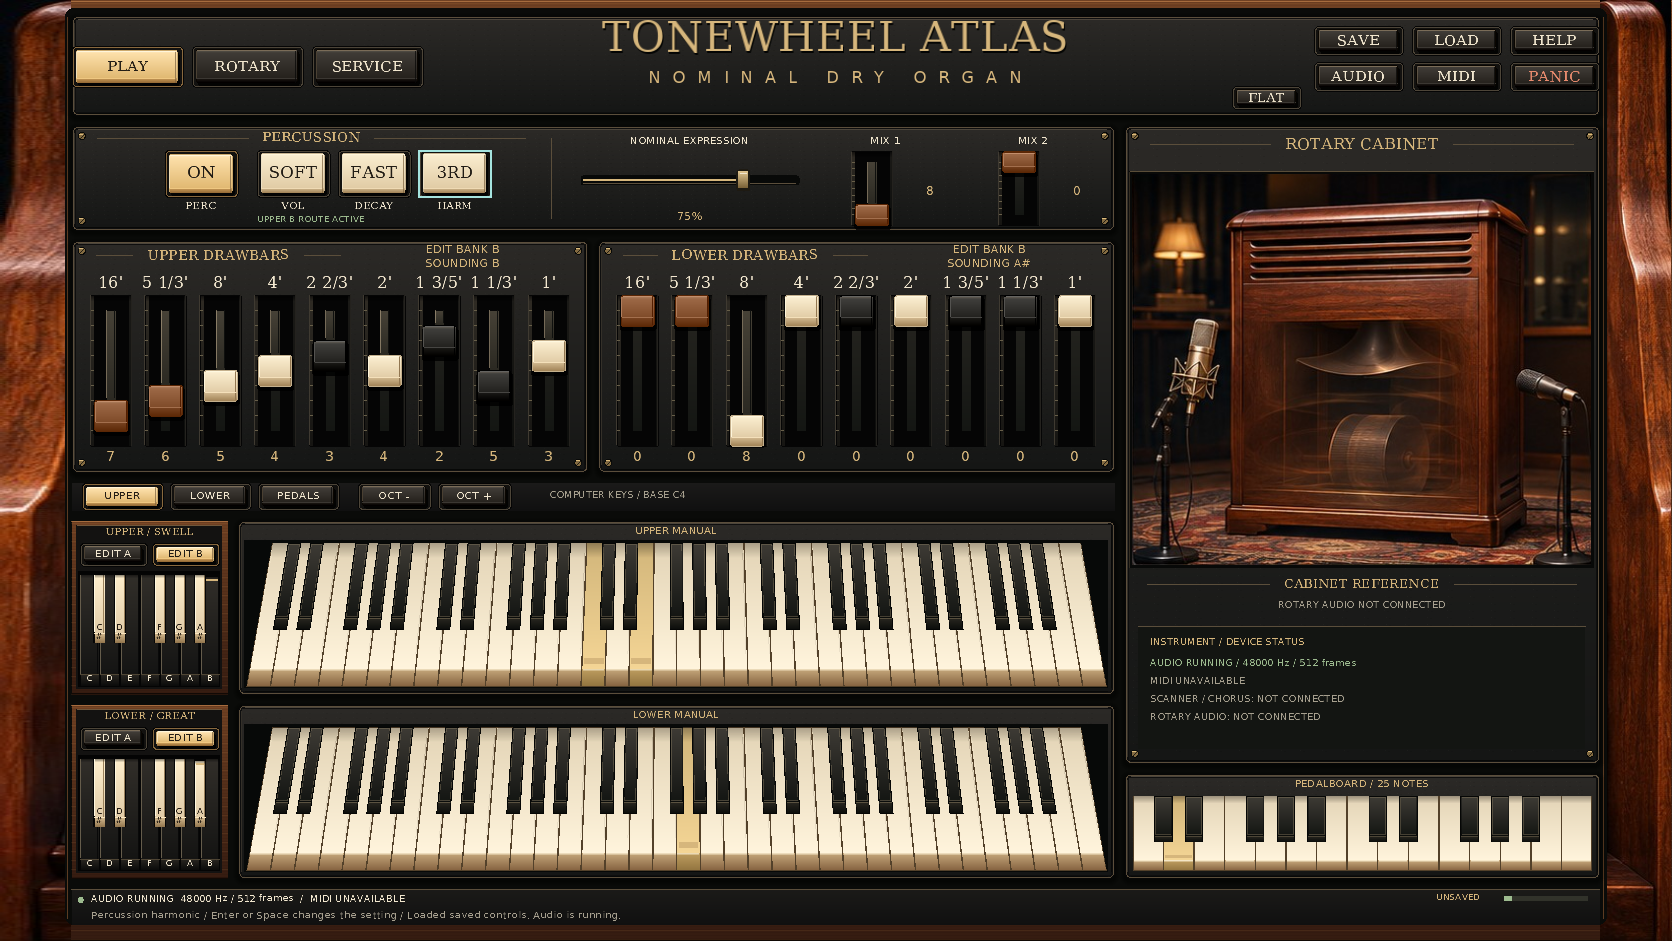 TONEWHEEL ATLAS
NOMINAL DRY ORGAN
PLAY ROTARY SERVICE
SAVE LOAD HELP
AUDIO MIDI PANIC
FLAT
PERCUSSION
ON SOFT FAST 3RD
PERC VOL DECAY HARM
UPPER B ROUTE ACTIVE
NOMINAL EXPRESSION MIX 1 MIX 2
8 0
75%
ROTARY CABINET
UPPER DRAWBARS EDIT BANK B
SOUNDING B
16' 5 1/3' 8' 4' 2 2/3' 2' 1 3/5' 1 1/3' 1'
7 6 5 4 3 4 2 5 3
LOWER DRAWBARS EDIT BANK B
SOUNDING A#
16' 5 1/3' 8' 4' 2 2/3' 2' 1 3/5' 1 1/3' 1'
0 0 8 0 0 0 0 0 0
UPPER LOWER PEDALS OCT - OCT + COMPUTER KEYS / BASE C4
UPPER / SWELL
EDIT A EDIT B
C# D# F# G# A#
C D E F G A B
UPPER MANUAL
LOWER / GREAT
EDIT A EDIT B
C# D# F# G# A#
C D E F G A B
LOWER MANUAL
CABINET REFERENCE
ROTARY AUDIO NOT CONNECTED
INSTRUMENT / DEVICE STATUS
AUDIO RUNNING / 48000 Hz / 512 frames
MIDI UNAVAILABLE
SCANNER / CHORUS: NOT CONNECTED
ROTARY AUDIO: NOT CONNECTED
PEDALBOARD / 25 NOTES
AUDIO RUNNING 48000 Hz / 512 frames / MIDI UNAVAILABLE
Percussion harmonic / Enter or Space changes the setting / Loaded saved controls. Audio is running.
UNSAVED